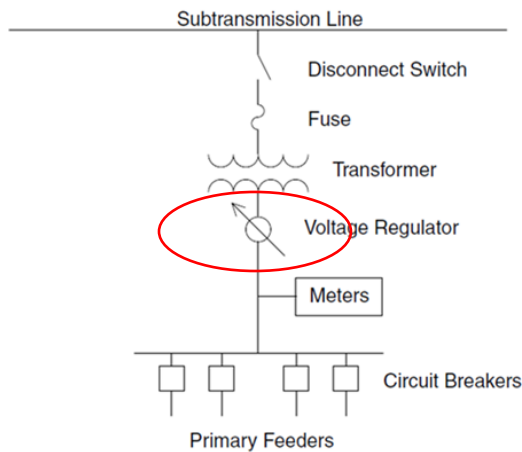 Subtransmission Line
Disconnect Switch
Fuse
Transformer
Voltage Regulator
Meters
Circuit Breakers
Primary Feeders